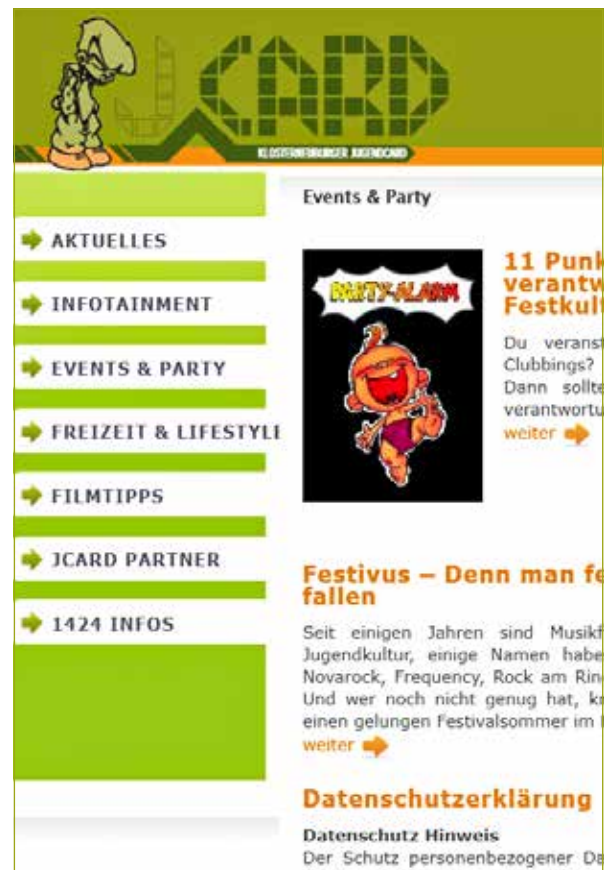 JCARD
KLOSTERNEUBURGER JUGENDCARD
AKTUELLES
INFOTAINMENT
EVENTS & PARTY
FREIZEIT & LIFESTYLE
FILMTIPPS
JCARD PARTNER
1424 INFOS
Events & Party
PARTY-ALARM
11 Punk
verantw
Festkult
Du veranst
Clubbings?
Dann sollte
verantwortu
weiter
Festivus – Denn man fe
fallen
Seit einigen Jahren sind Musikf
Jugendkultur, einige Namen habe
Novarock, Frequency, Rock am Rin
Und wer noch nicht genug hat, kr
einen gelungen Festivalsommer im
weiter
Datenschutzerklärung
Datenschutz Hinweis
Der Schutz personenbezogener Da